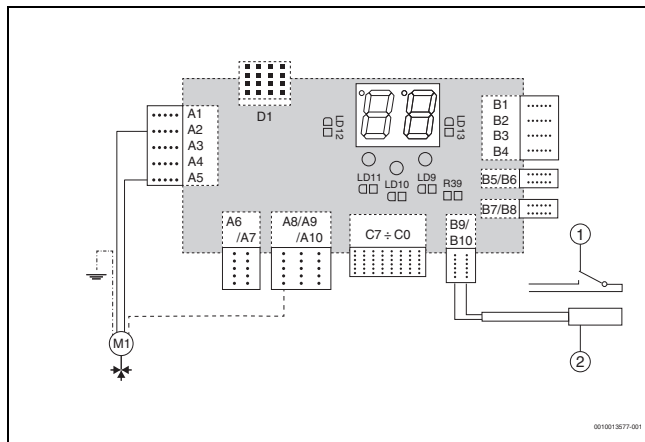 D1
LD12
LD13
A1
A2
A3
A4
A5
B1
B2
B3
B4
LD11
LD10
LD9
R39
B5/B6
B7/B8
A6
/A7
A8/A9
/A10
C7÷C0
B9/
B10
1
M1
2
0010013577-001